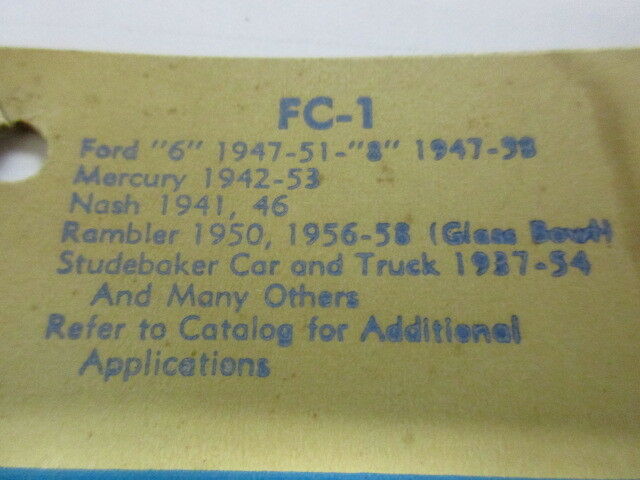 FC-1
Ford "6" 1947-51-"8" 1947-53
Mercury 1942-53
Nash 1941, 46
Rambler 1950, 1956-58 (Glass Bowl)
Studebaker Car and Truck 1937-54
And Many Others
Refer to Catalog for Additional
Applications